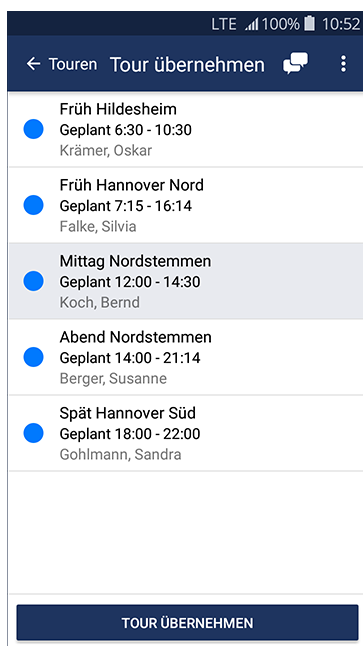 LTE 100% 10:52
← Touren Tour übernehmen
Früh Hildesheim
Geplant 6:30 - 10:30
Krämer, Oskar
Früh Hannover Nord
Geplant 7:15 - 16:14
Falke, Silvia
Mittag Nordstemmen
Geplant 12:00 - 14:30
Koch, Bernd
Abend Nordstemmen
Geplant 14:00 - 21:14
Berger, Susanne
Spät Hannover Süd
Geplant 18:00 - 22:00
Gohlmann, Sandra
TOUR ÜBERNEHMEN